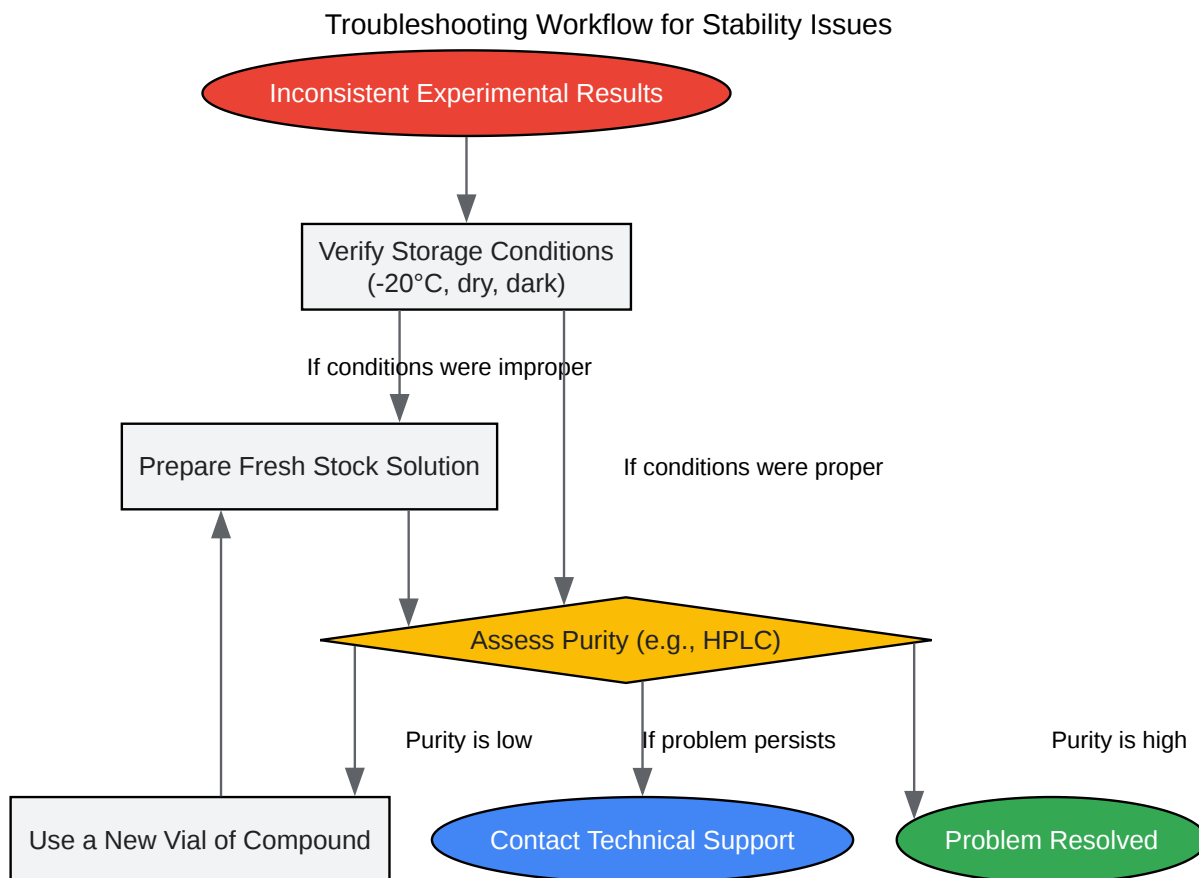 Troubleshooting Workflow for Stability Issues
Inconsistent Experimental Results
Verify Storage Conditions
(-20°C, dry, dark)
If conditions were improper
Prepare Fresh Stock Solution
If conditions were proper
Assess Purity (e.g., HPLC)
Purity is low
If problem persists
Purity is high
Use a New Vial of Compound
Contact Technical Support
Problem Resolved